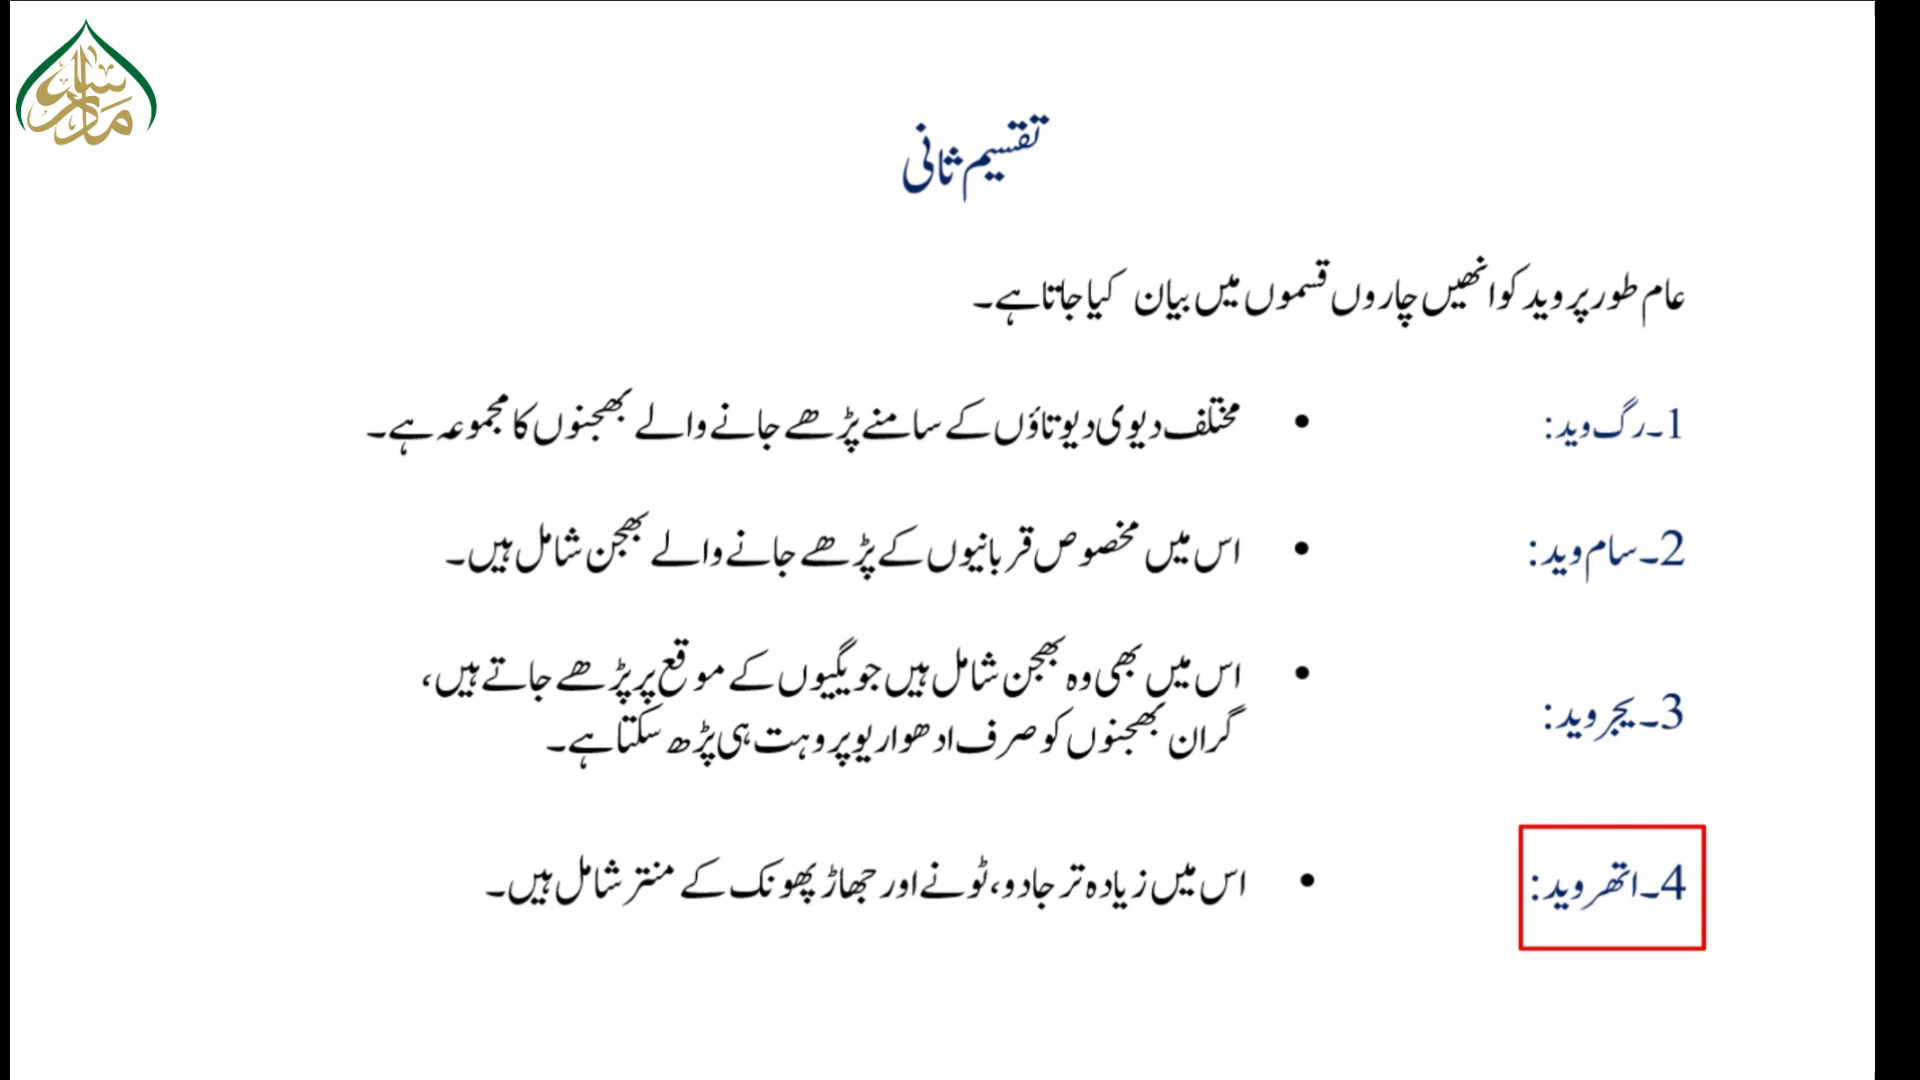 مدرسہ
تقسیم ثانی
عام طور پر وید کو انھیں چاروں قسموں میں بیان کیا جاتا ہے۔
1۔رگ وید: • مختلف دیوی دیوتاؤں کے سامنے پڑھے جانے والے بھجنوں کا مجموعہ ہے۔
2۔سام وید: • اس میں مخصوص قربانیوں کے پڑھے جانے والے بھجن شامل ہیں۔
3۔یجر وید: • اس میں بھی وہ بھجن شامل ہیں جو یگیوں کے موقع پر پڑھے جاتے ہیں،
گران بھجنوں کو صرف ادھواریو پروہت ہی پڑھ سکتا ہے۔
4۔اتھر وید: • اس میں زیادہ تر جادو، ٹونے اور جھاڑ پھونک کے منتر شامل ہیں۔